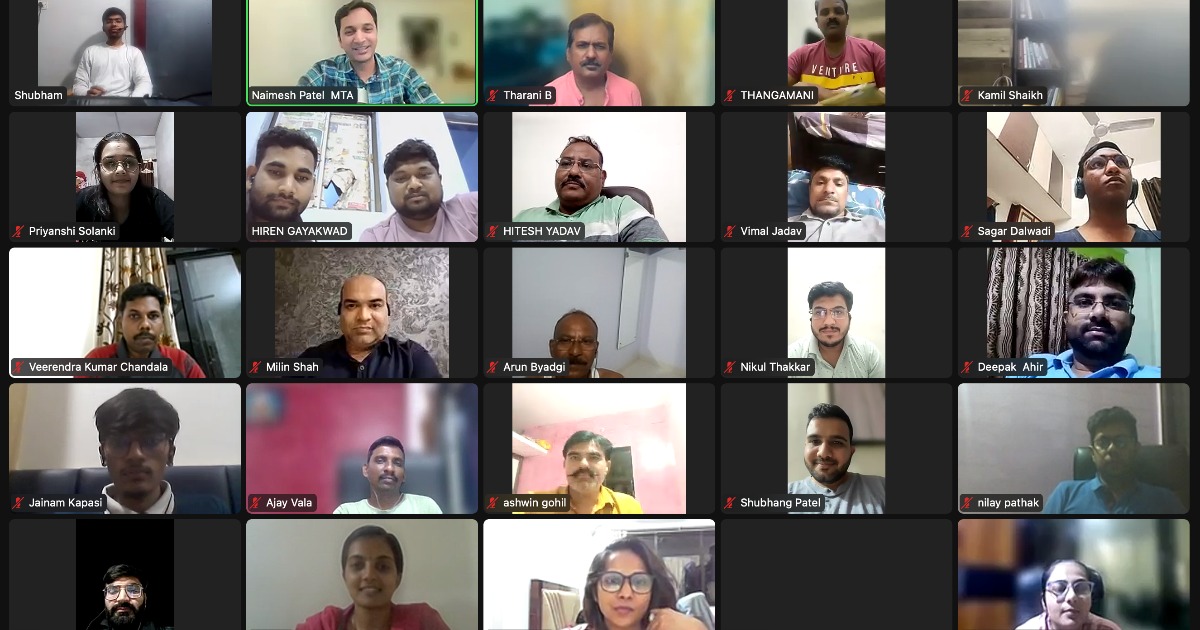 Shubham
Naimesh Patel MTA
Tharani B
VENTURE
THANGAMANI
Kamil Shaikh
Priyanshi Solanki
HIREN GAYAKWAD
HITESH YADAV
Vimal Jadav
Sagar Dalwadi
Veerendra Kumar Chandala
Milin Shah
Arun Byadgi
Nikul Thakkar
Deepak Ahir
Jainam Kapasi
Ajay Vala
ashwin gohil
Shubhang Patel
nilay pathak